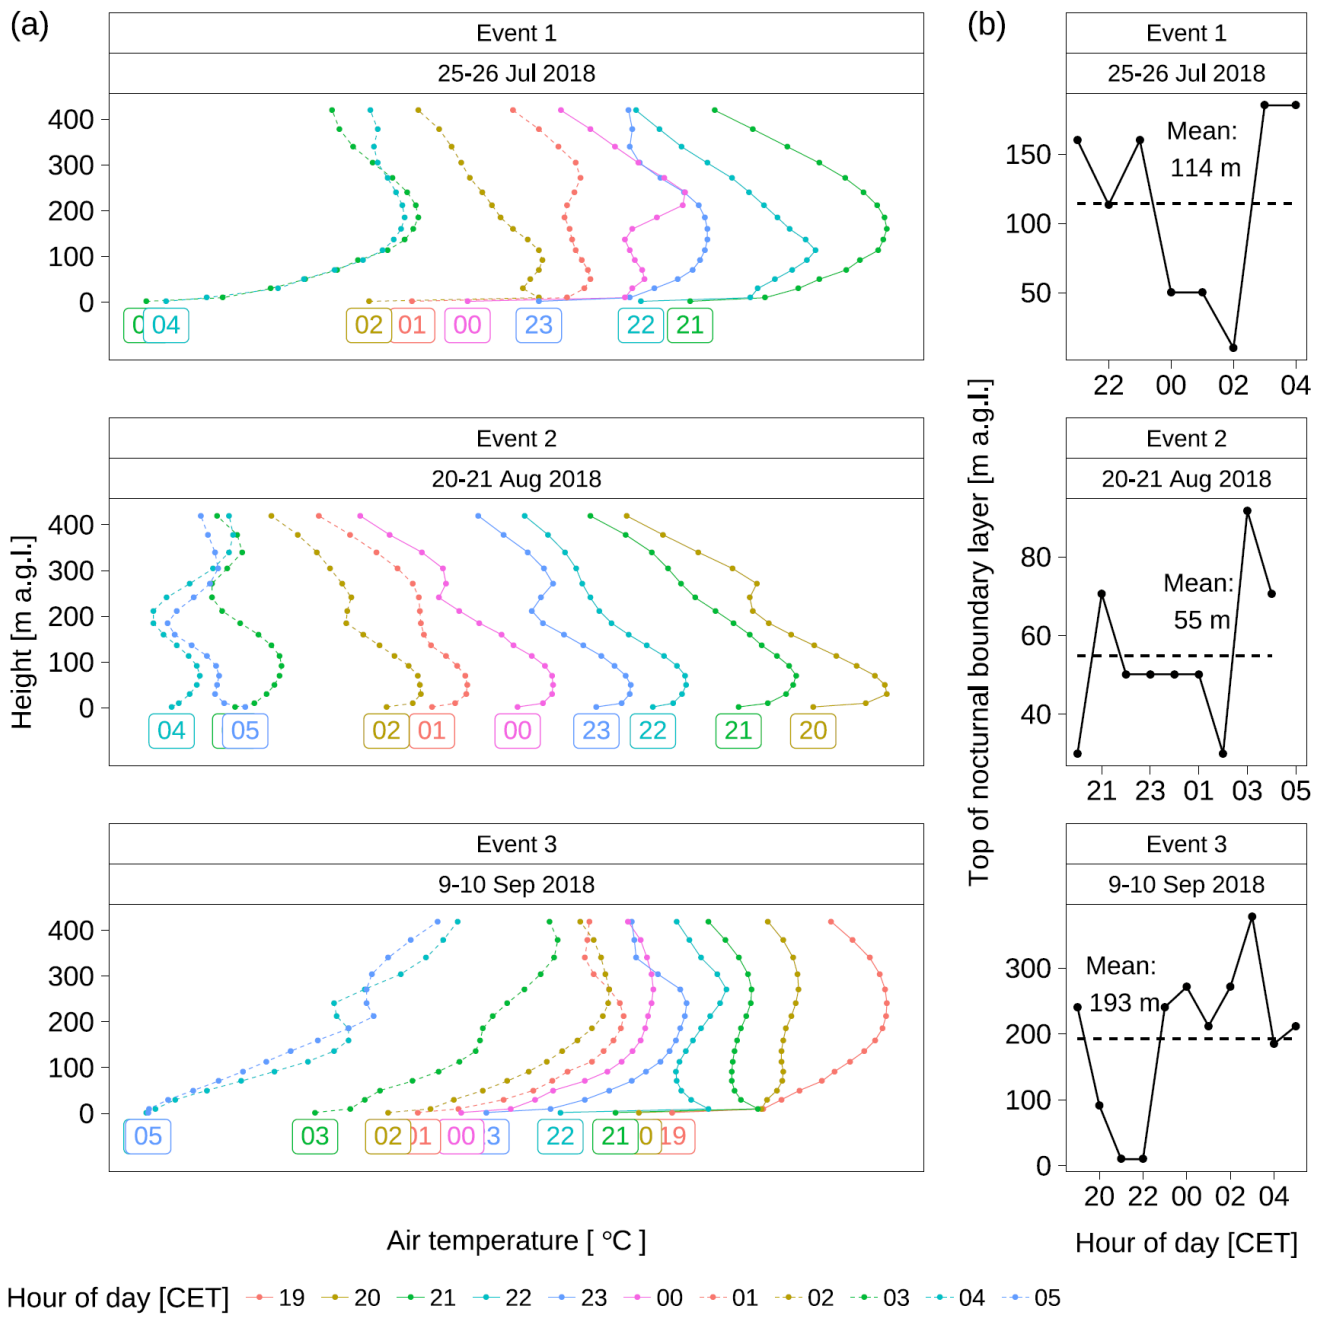 (a)
Event 1
25-26 Jul 2018
400
300
200
100
0
0 04 02 01 00 23 22 21
Event 2
20-21 Aug 2018
400
300
200
100
0
04 05 02 01 00 23 22 21 20
Event 3
9-10 Sep 2018
400
300
200
100
0
05 03 02 01 00 3 22 21 0 19
Height [m a.g.l.]
Air temperature [ °C ]
(b)
Event 1
25-26 Jul 2018
Mean:
114 m
150
100
50
22 00 02 04
Event 2
20-21 Aug 2018
Mean:
55 m
80
60
40
21 23 01 03 05
Event 3
9-10 Sep 2018
Mean:
193 m
300
200
100
0
20 22 00 02 04
Top of nocturnal boundary layer [m a.g.l.]
Hour of day [CET]
Hour of day [CET] 19 20 21 22 23 00 01 02 03 04 05